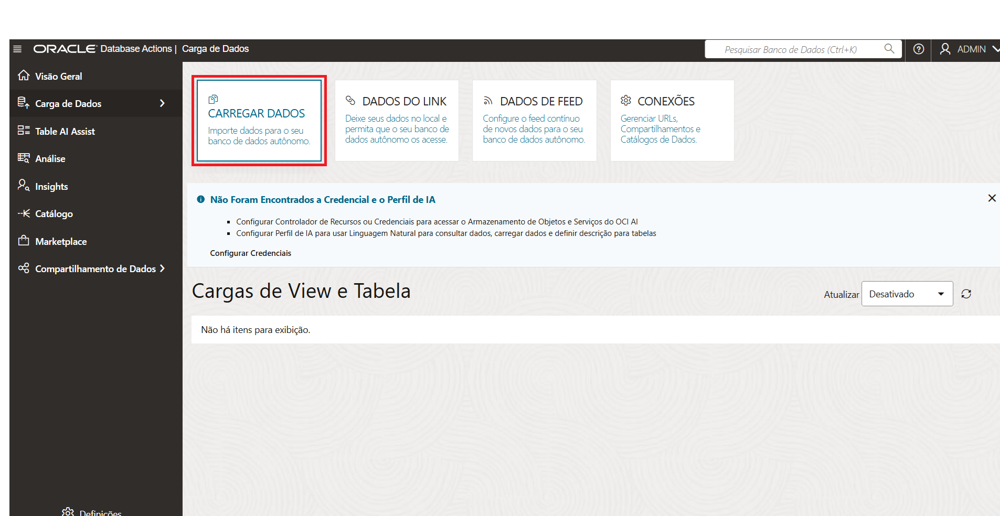 ORACLE Database Actions | Carga de Dados
Pesquisar Banco de Dados (Ctrl+K)
ADMIN
Visão Geral
Carga de Dados
Table AI Assist
Análise
Insights
Catálogo
Marketplace
Compartilhamento de Dados
Definições
CARREGAR DADOS
Importe dados para o seu
banco de dados autônomo.
DADOS DO LINK
Deixe seus dados no local e
permita que o seu banco de
dados autônomo os acesse.
DADOS DE FEED
Configure o feed contínuo
de novos dados para o seu
banco de dados autônomo.
CONEXÕES
Gerenciar URLs,
Compartilhamentos e
Catálogos de Dados.
Não Foram Encontrados a Credencial e o Perfil de IA
Configurar Controlador de Recursos ou Credenciais para acessar o Armazenamento de Objetos e Serviços do OCI AI
Configurar Perfil de IA para usar Linguagem Natural para consultar dados, carregar dados e definir descrição para tabelas
Configurar Credenciais
Cargas de View e Tabela
Atualizar Desativado
Não há itens para exibição.